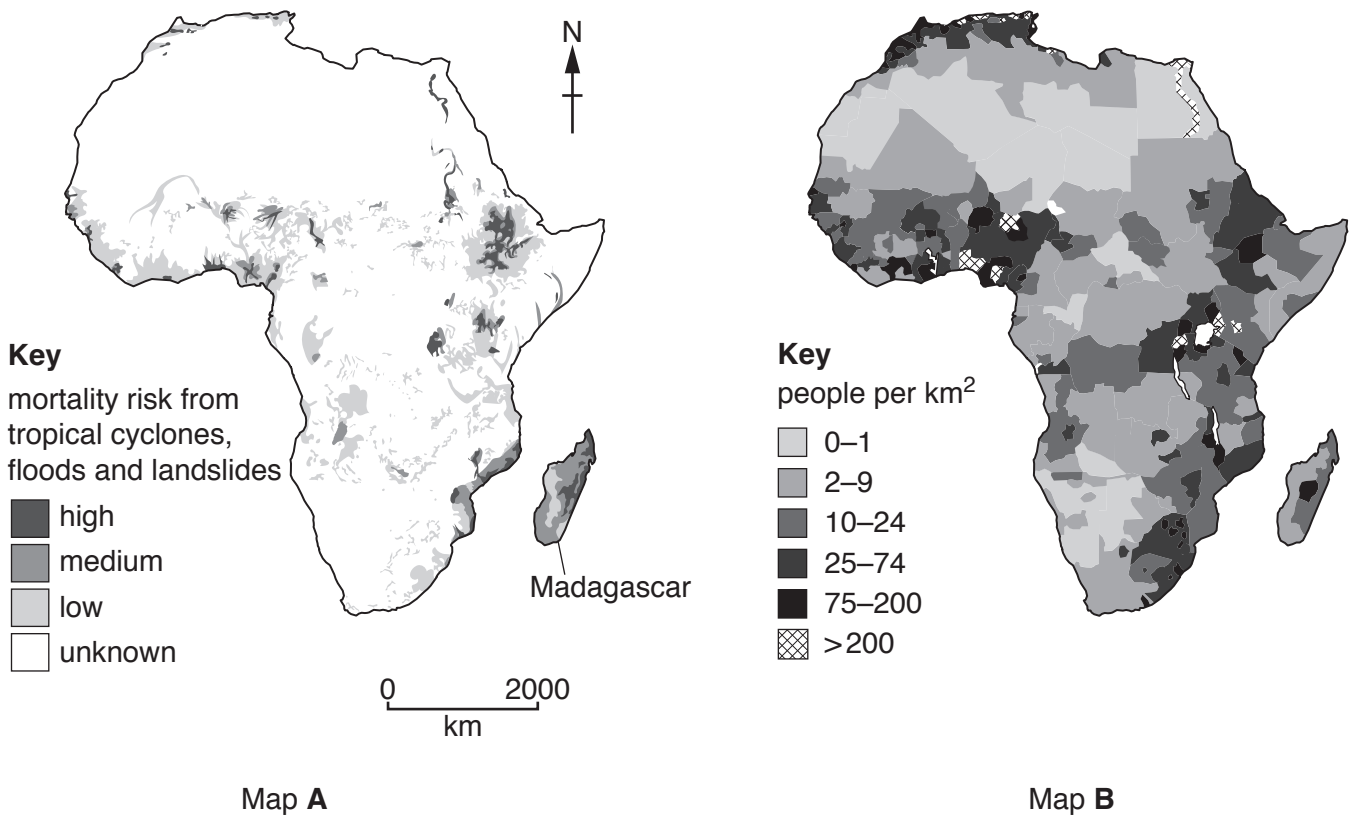 N
Key
mortality risk from
tropical cyclones,
floods and landslides
high
medium
low
unknown
Madagascar
0 2000
km
Map A
Key
people per km²
0–1
2–9
10–24
25–74
75–200
>200
Map B